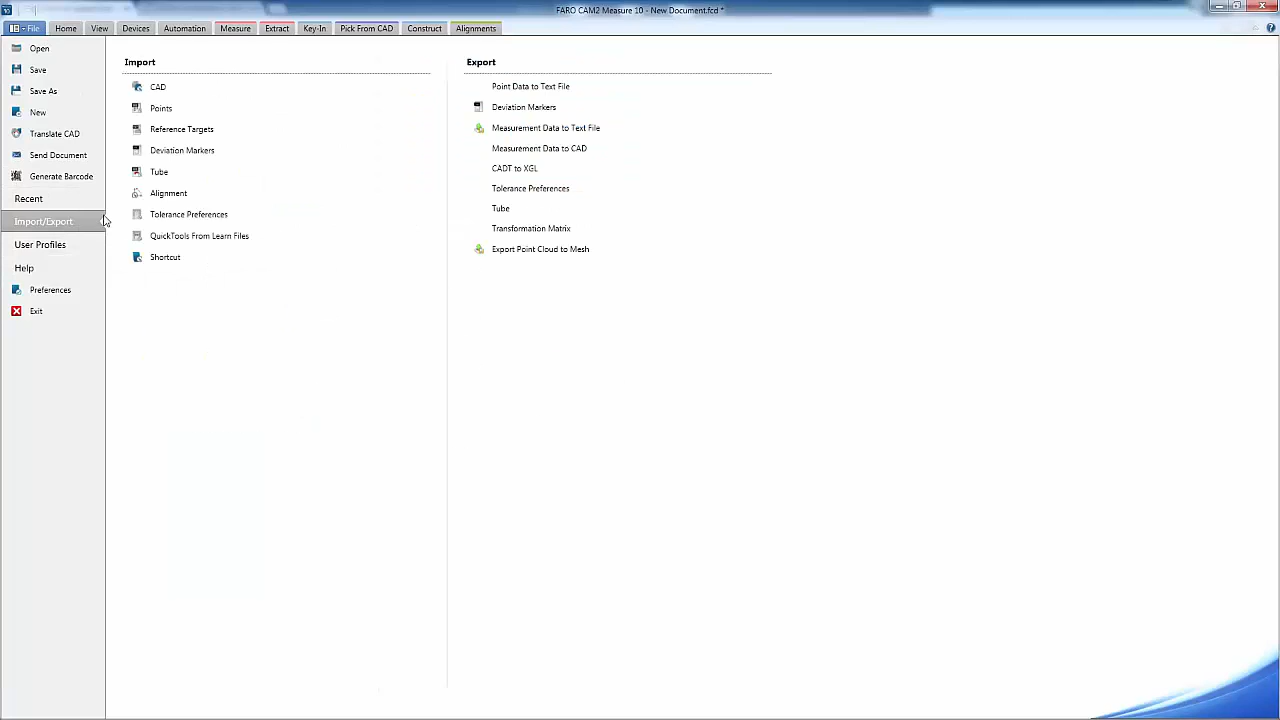 10
FARO CAM2 Measure 10 - New Document.fcd *
File Home View Devices Automation Measure Extract Key-In Pick From CAD Construct Alignments
Open
Save
Save As
New
Translate CAD
Send Document
Generate Barcode
Recent
Import/Export
User Profiles
Help
Preferences
Exit
Import
CAD
Points
Reference Targets
Deviation Markers
Tube
Alignment
Tolerance Preferences
QuickTools From Learn Files
Shortcut
Export
Point Data to Text File
Deviation Markers
Measurement Data to Text File
Measurement Data to CAD
CADT to XGL
Tolerance Preferences
Tube
Transformation Matrix
Export Point Cloud to Mesh